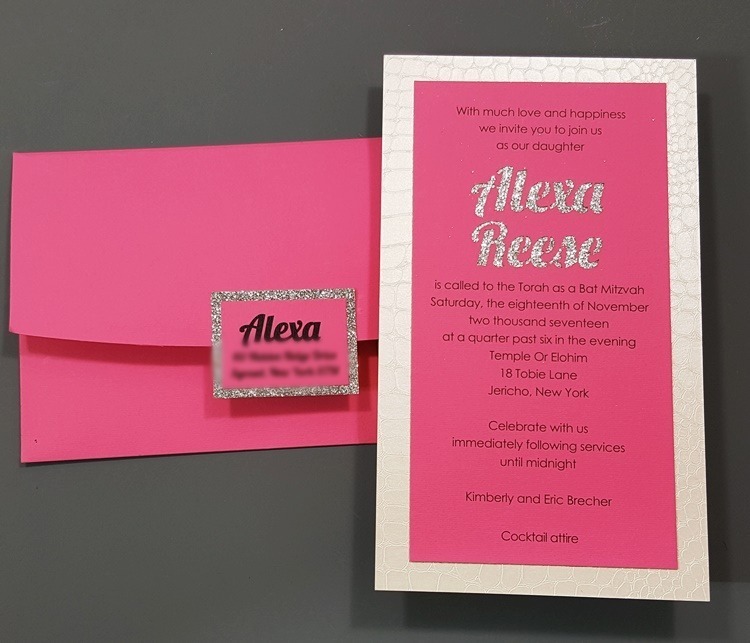 With much love and happiness
we invite you to join us
as our daughter
Alexa
Reese
is called to the Torah as a Bat Mitzvah
Saturday, the eighteenth of November
two thousand seventeen
at a quarter past six in the evening
Temple Or Elohim
18 Tobie Lane
Jericho, New York
Celebrate with us
immediately following services
until midnight
Kimberly and Eric Brecher
Cocktail attire
Alexa